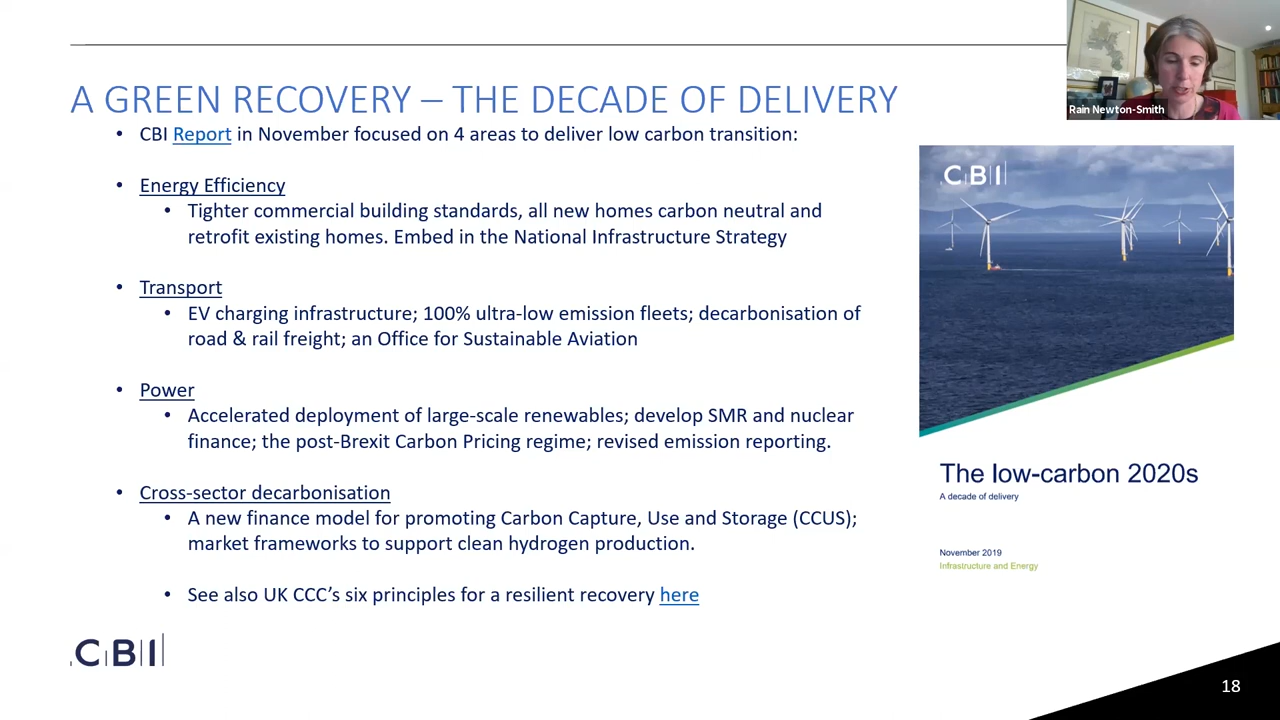 Rain Newton-Smith
A GREEN RECOVERY – THE DECADE OF DELIVERY
• CBI Report in November focused on 4 areas to deliver low carbon transition:
• Energy Efficiency
• Tighter commercial building standards, all new homes carbon neutral and
retrofit existing homes. Embed in the National Infrastructure Strategy
• Transport
• EV charging infrastructure; 100% ultra-low emission fleets; decarbonisation of
road & rail freight; an Office for Sustainable Aviation
• Power
• Accelerated deployment of large-scale renewables; develop SMR and nuclear
finance; the post-Brexit Carbon Pricing regime; revised emission reporting.
• Cross-sector decarbonisation
• A new finance model for promoting Carbon Capture, Use and Storage (CCUS);
market frameworks to support clean hydrogen production.
• See also UK CCC’s six principles for a resilient recovery here
CBI
The low-carbon 2020s
A decade of delivery
November 2019
Infrastructure and Energy
CBI
18